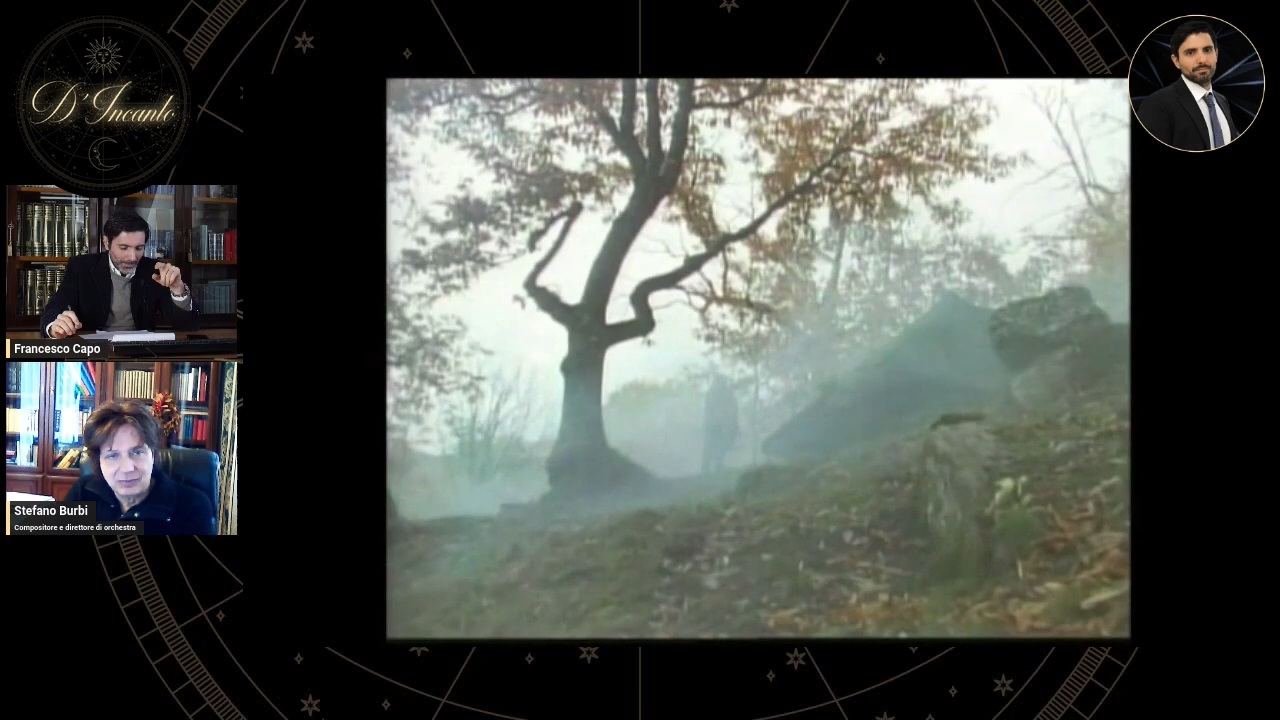 D'Incanto
Francesco Capo
Stefano Burbi
Compositore e direttore di orchestra